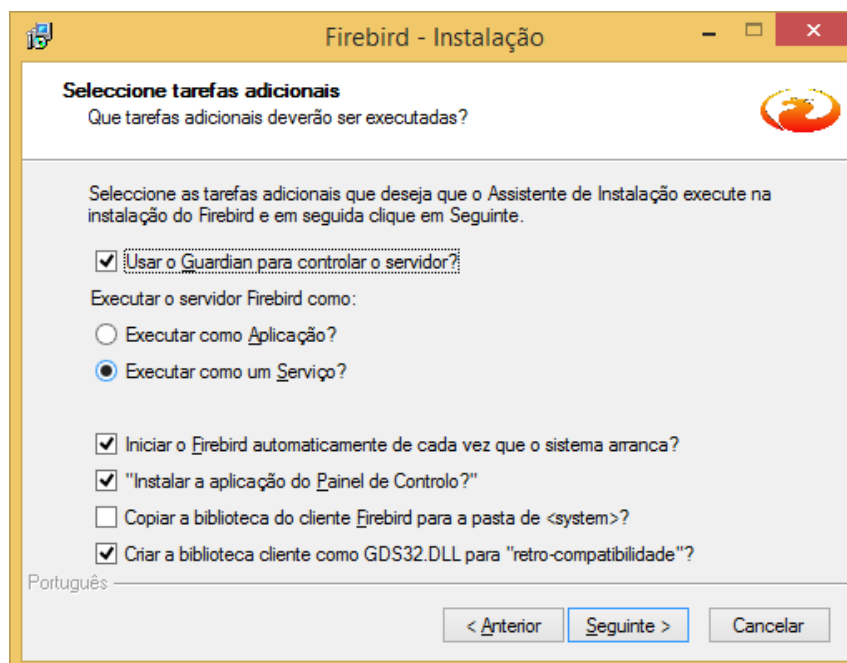 Firebird - Instalação
Seleccione tarefas adicionais
Que tarefas adicionais deverão ser executadas?
Seleccione as tarefas adicionais que deseja que o Assistente de Instalação execute na
instalação do Firebird e em seguida clique em Seguinte.
Usar o Guardian para controlar o servidor?
Executar o servidor Firebird como:
Executar como Aplicação?
Executar como um Serviço?
Iniciar o Firebird automaticamente de cada vez que o sistema arranca?
"Instalar a aplicação do Painel de Controlo?"
Copiar a biblioteca do cliente Firebird para a pasta de <system>?
Criar a biblioteca cliente como GDS32.DLL para "retro-compatibilidade"?
Português
< Anterior
Seguinte >
Cancelar